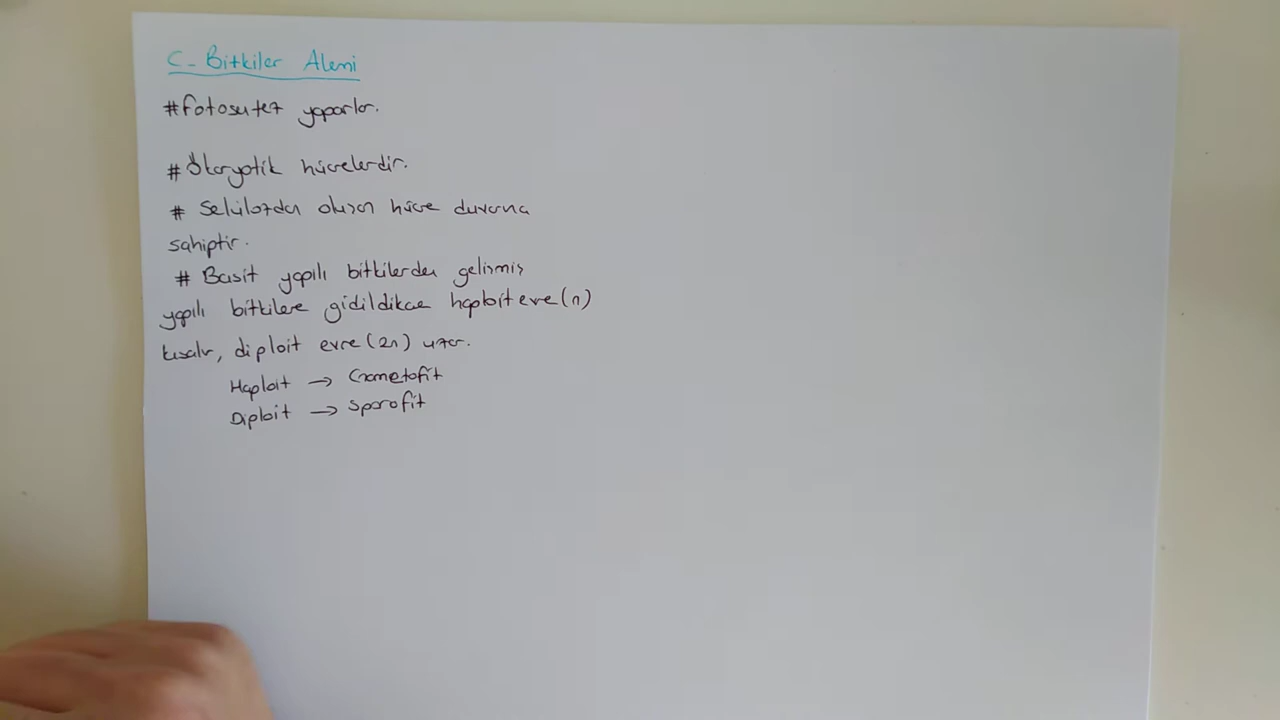 C- Bitkiler Alemi
#Fotosentez yaparlar.
# Ökaryotik hücrelerdir.
# Selülozdan oluşan hücre duvarına
sahiptir.
# Basit yapılı bitkilerden gelişmiş
yapılı bitkilere gidildikce haploit evre(n)
kısalır, diploit evre(2n) uzar.
Haploit → Gametofit
Diploit → Sporofit